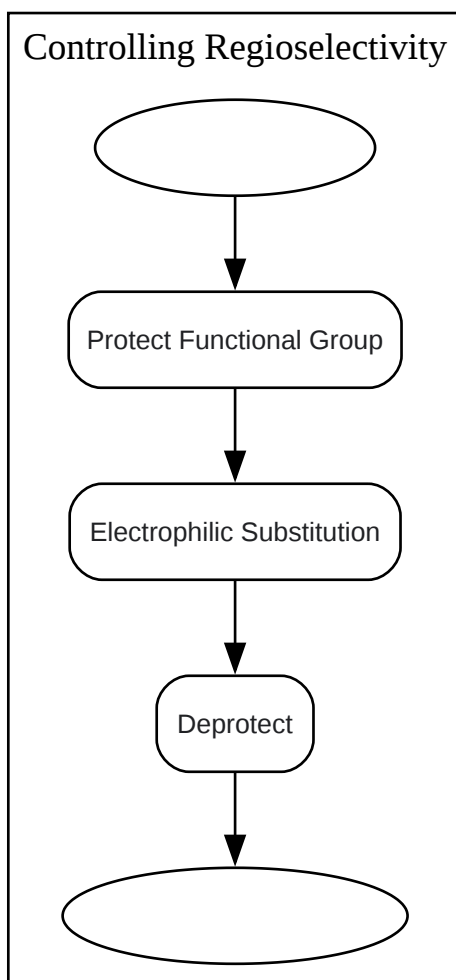 Controlling Regioselectivity
Protect Functional Group
Electrophilic Substitution
Deprotect